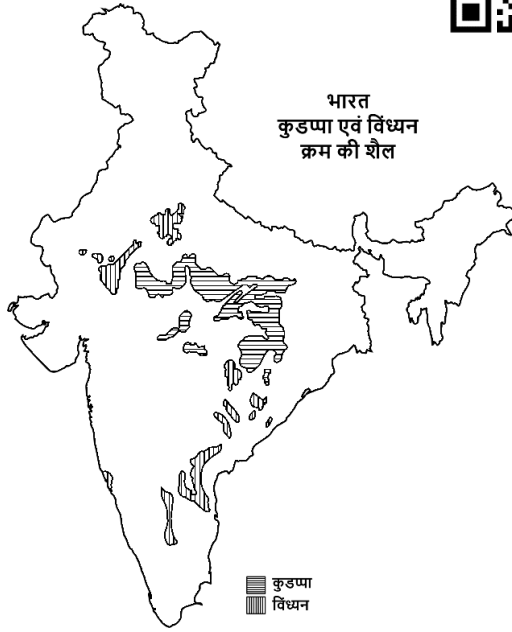 भारत
कुडप्पा एवं विंध्यन
क्रम की शैल
कुडप्पा
विंध्यन